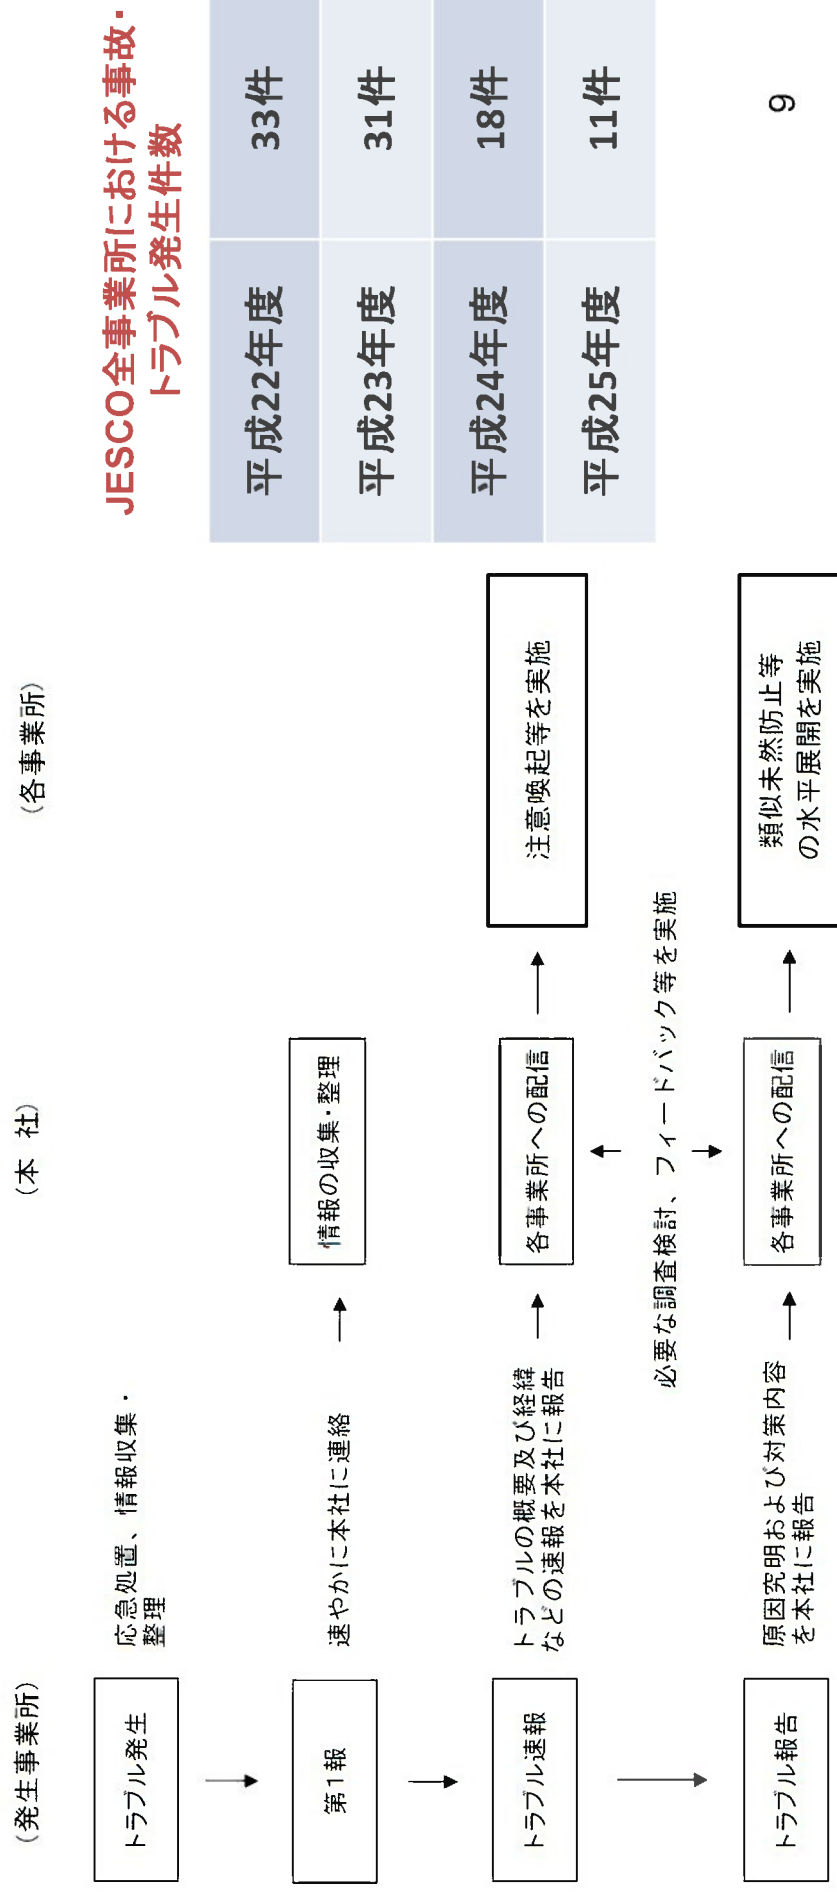 (発生事業所)
(本 社)
(各事業所)
トラブル発生
応急処置、情報収集・
整理
第1報
速やかに本社に連絡
情報の収集・整理
トラブル速報
トラブルの概要及び経緯
などの速報を本社に報告
各事業所への配信
注意喚起等を実施
必要な調査検討、フィードバック等を実施
トラブル報告
原因究明および対策内容
を本社に報告
各事業所への配信
類似未然防止等
の水平展開を実施
JESCO全事業所における事故・
トラブル発生件数
平成22年度 33件
平成23年度 31件
平成24年度 18件
平成25年度 11件
9